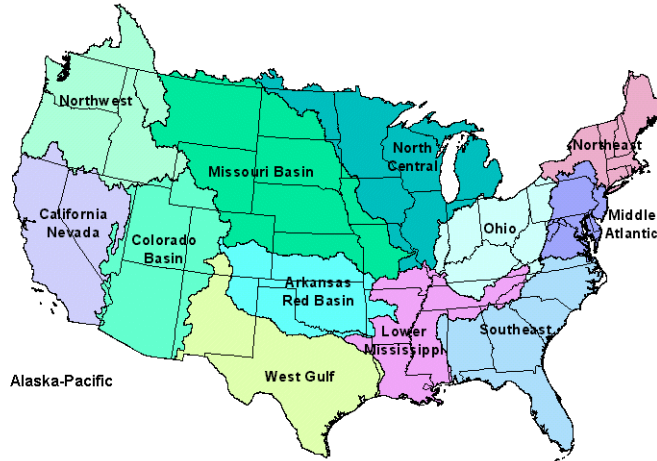 Northwest
Missouri Basin
North
Central
Northeast
California
Nevada
Colorado
Basin
Ohio
Middle
Atlantic
Arkansas
Red Basin
Lower
Mississippi
Southeast
West Gulf
Alaska-Pacific